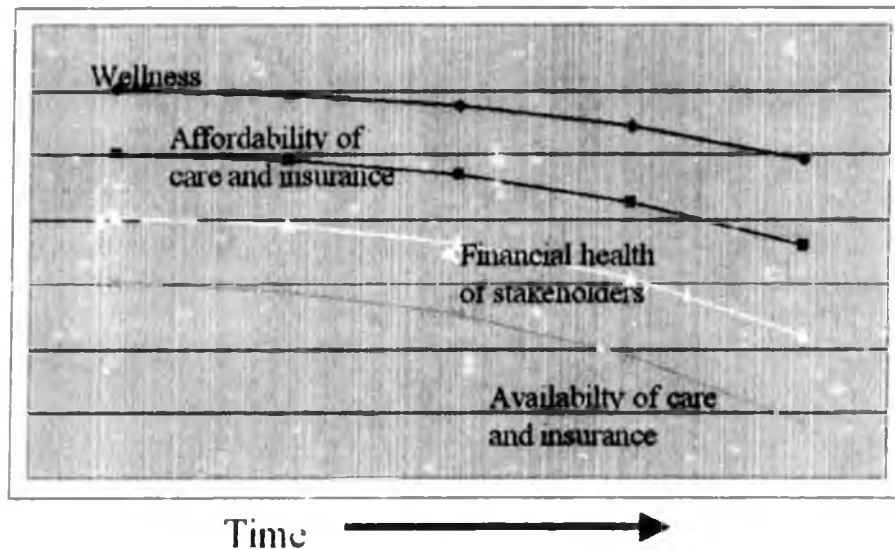 Wellness
Affordability of
care and insurance
Financial health
of stakeholders
Availabilty of care
and insurance
Time